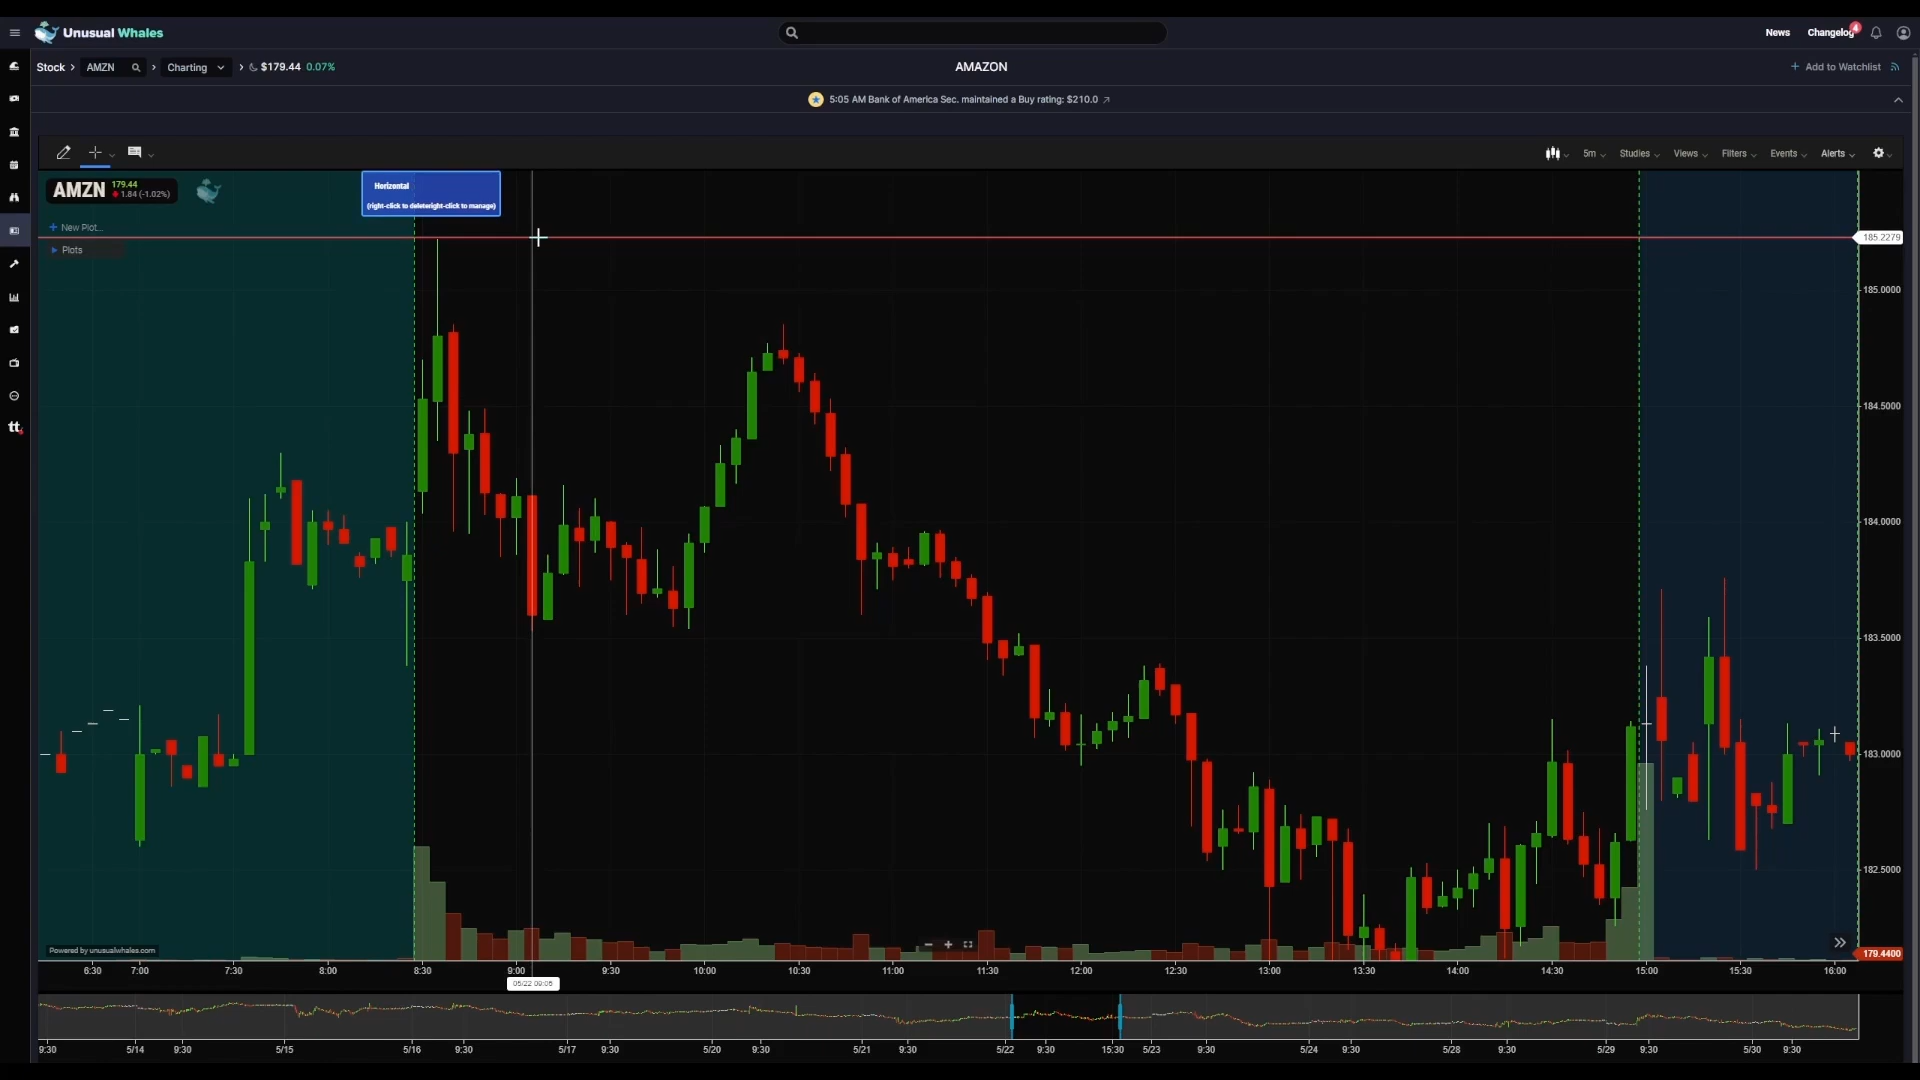 Unusual Whales
News
Changelog
4
Stock
AMZN
Charting
$179.44 0.07%
AMAZON
Add to Watchlist
5:05 AM Bank of America Sec. maintained a Buy rating: $210.0
5m
Studies
Views
Filters
Events
Alerts
AMZN
179.44
1.84 (-1.02%)
Horizontal
(right-click to deleteright-click to manage)
New Plot...
Plots
185.2279
185.0000
184.5000
184.0000
183.5000
183.0000
182.5000
179.4400
tt
Powered by unusualwhales.com
6:30 7:00 7:30 8:00 8:30 9:00 9:30 10:00 10:30 11:00 11:30 12:00 12:30 13:00 13:30 14:00 14:30 15:00 15:30 16:00
05/22 09:05
9:30 5/14 9:30 5/15 5/16 9:30 5/17 9:30 5/20 9:30 5/21 9:30 5/22 9:30 15:30 5/23 9:30 5/24 9:30 5/28 9:30 5/29 9:30 5/30 9:30